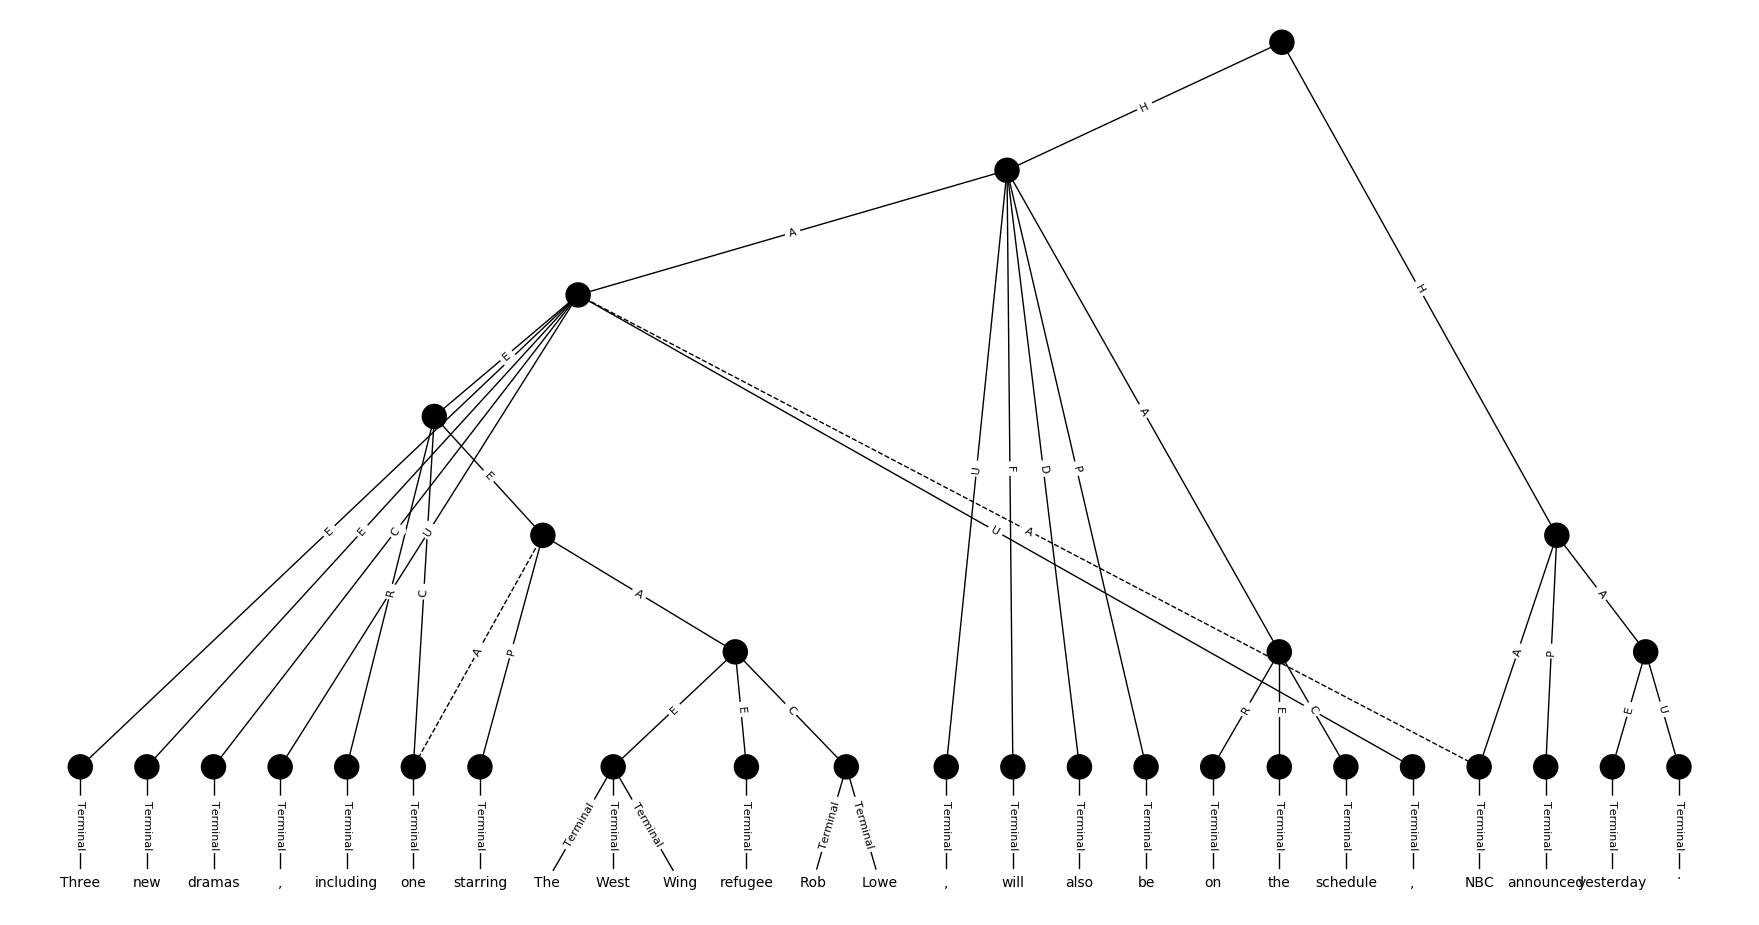 H
A
H
E
E
E
E
C
U
U
A
U
F
D
P
A
R
C
A
A
P
A
A
P
E
E
C
R
E
C
E
U
Terminal Terminal Terminal Terminal Terminal Terminal Terminal Terminal Terminal Terminal Terminal Terminal Terminal Terminal Terminal Terminal Terminal Terminal Terminal Terminal Terminal Terminal Terminal Terminal Terminal
Three new dramas , including one starring The West Wing refugee Rob Lowe , will also be on the schedule , NBC announced yesterday .